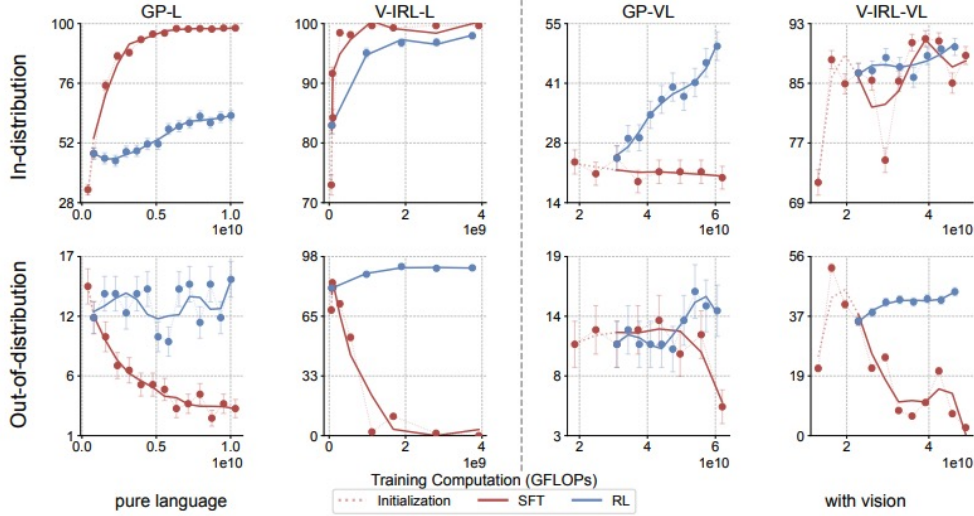 GP-L V-IRL-L GP-VL V-IRL-VL
In-distribution
100 76 52 28
0.0 0.5 1.0
1e10
100 90 85 70
0 2 4
1e9
55 41 28 14
2 4 6
1e10
93 85 77 69
2 4
1e10
Out-of-distribution
17 12 6 1
0.0 0.5 1.0
1e10
98 65 33 0
0 2 4
1e9
19 14 8 3
2 4 6
1e10
56 37 19 0
2 4
1e10
Training Computation (GFLOPs)
pure language
Initialization SFT RL
with vision